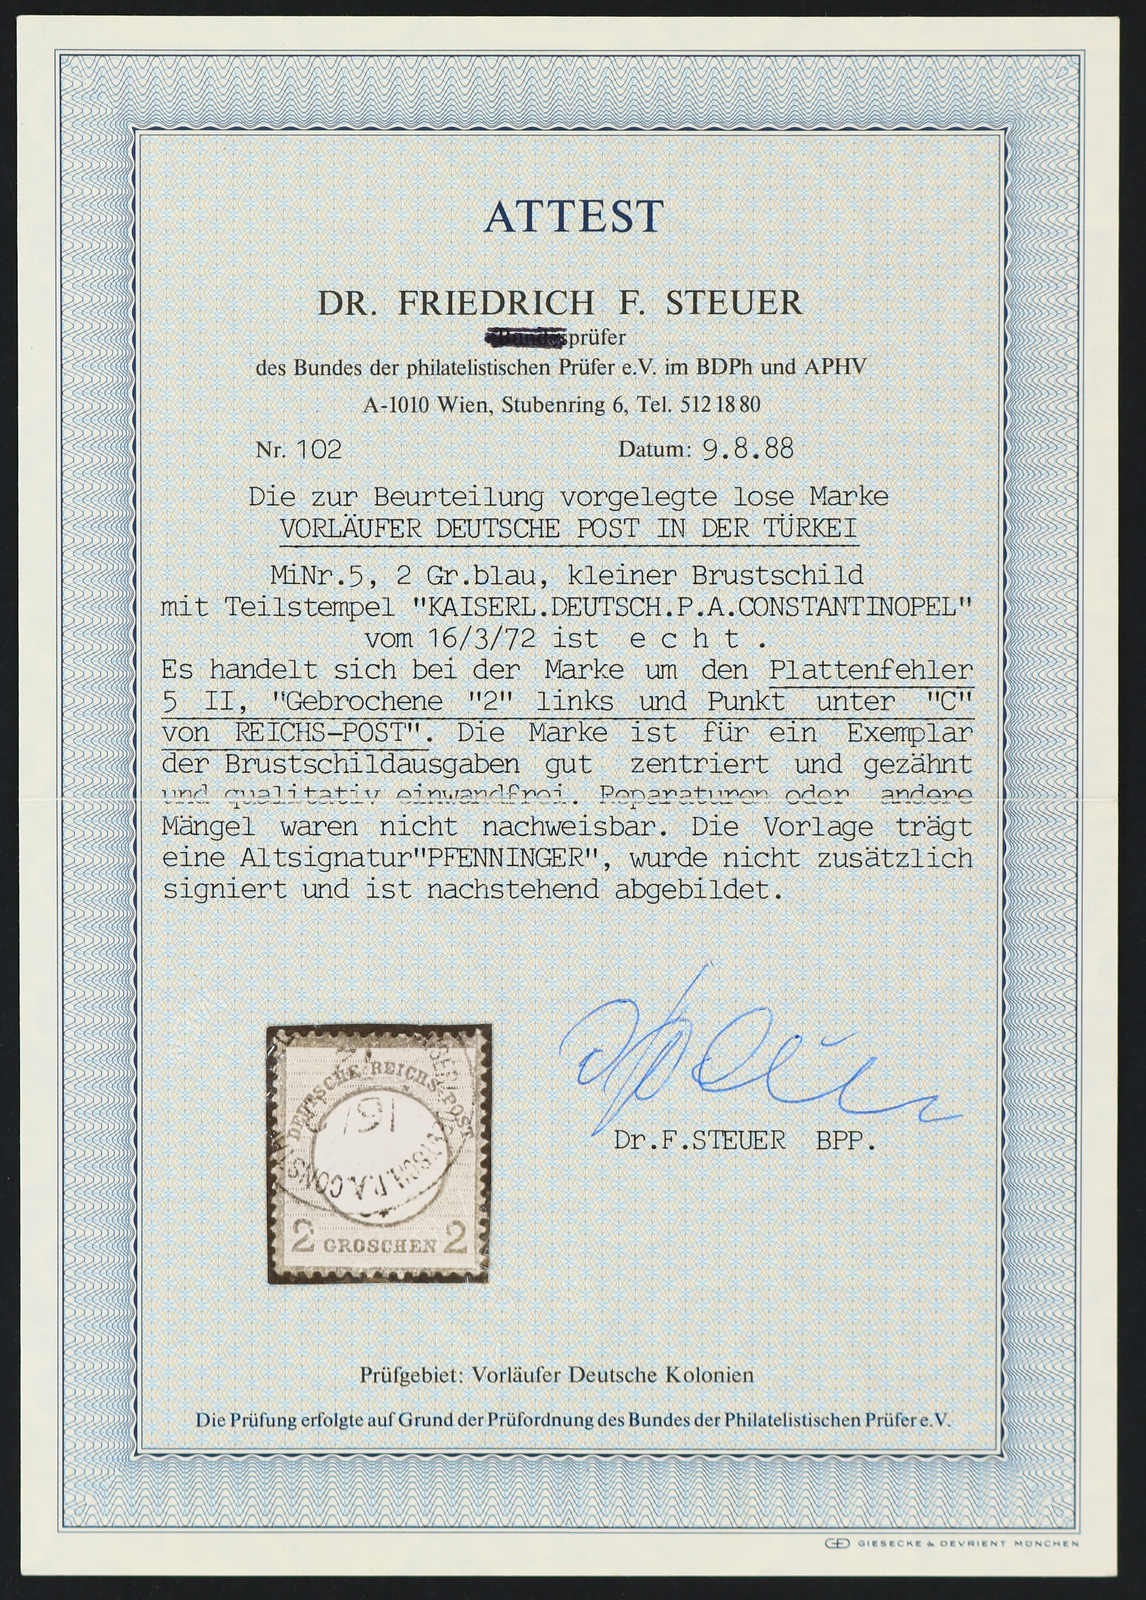 ATTEST
DR. FRIEDRICH F. STEUER
Bundesprüfer
des Bundes der philatelistischen Prüfer e.V. im BDPh und APHV
A-1010 Wien, Stubenring 6, Tel. 512 18 80
Nr. 102 Datum: 9.8.88
Die zur Beurteilung vorgelegte lose Marke
VORLÄUFER DEUTSCHE POST IN DER TÜRKEI
MiNr.5, 2 Gr.blau, kleiner Brustschild
mit Teilstempel "KAISERL.DEUTSCH.P.A.CONSTANTINOPEL"
vom 16/3/72 ist e c h t .
Es handelt sich bei der Marke um den Plattenfehler
5 II, "Gebrochene "2" links und Punkt unter "C"
von REICHS-POST". Die Marke ist für ein Exemplar
der Brustschildausgaben gut zentriert und gezähnt
und qualitativ einwandfrei. Reparaturen oder andere
Mängel waren nicht nachweisbar. Die Vorlage trägt
eine Altsignatur"PFENNINGER", wurde nicht zusätzlich
signiert und ist nachstehend abgebildet.
DEUTSCHE REICHS-POST
2 GROSCHEN 2
Dr.F.STEUER BPP.
Prüfgebiet: Vorläufer Deutsche Kolonien
Die Prüfung erfolgte auf Grund der Prüfordnung des Bundes der Philatelistischen Prüfer e.V.
GIESECKE & DEVRIENT MÜNCHEN